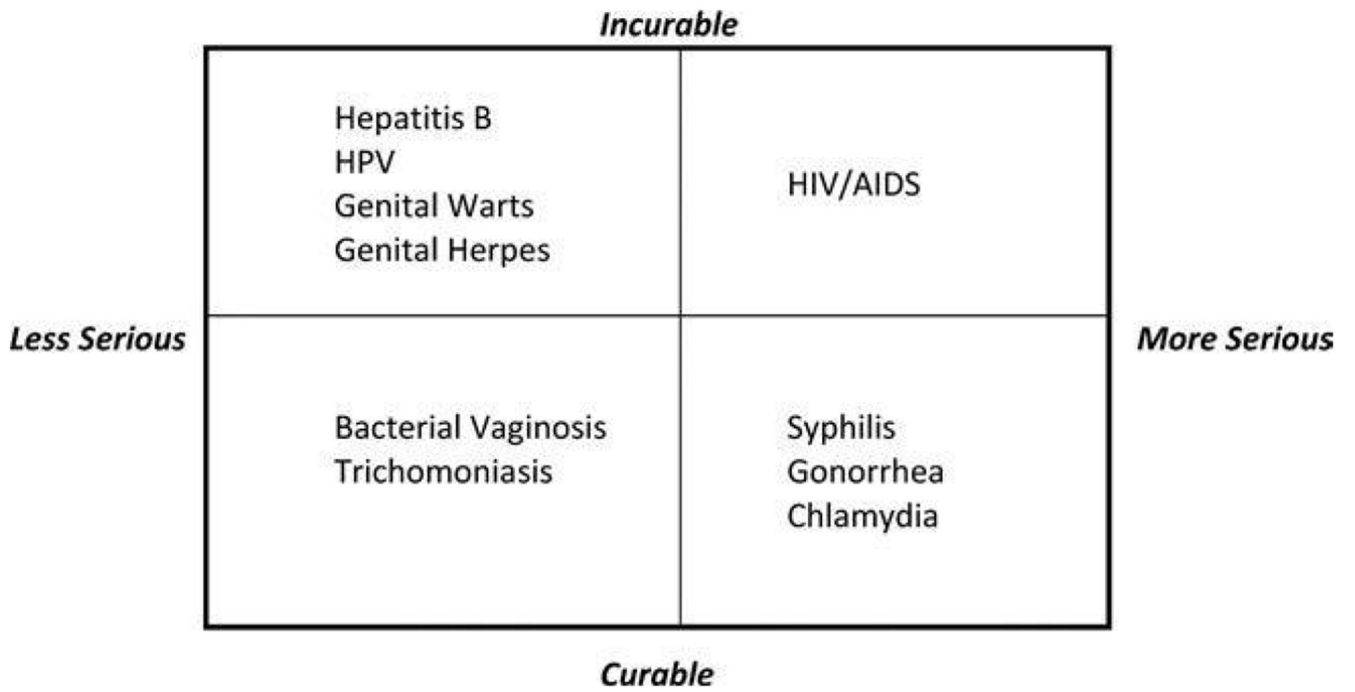 Incurable
Hepatitis B
HPV
Genital Warts
Genital Herpes
HIV/AIDS
Less Serious
More Serious
Bacterial Vaginosis
Trichomoniasis
Syphilis
Gonorrhea
Chlamydia
Curable